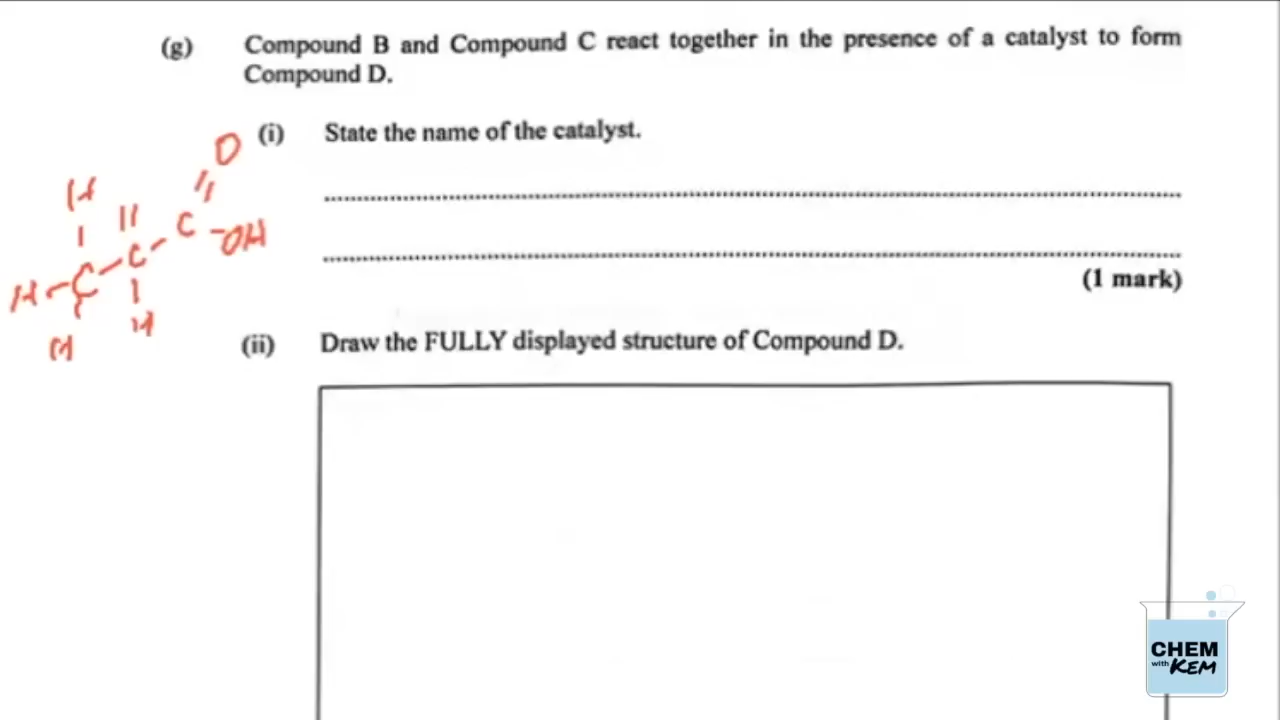 (g) Compound B and Compound C react together in the presence of a catalyst to form
Compound D.
(i) State the name of the catalyst.
(1 mark)
(ii) Draw the FULLY displayed structure of Compound D.
O
H
C
OH
H
C
C
H
H
CHEM
with KEM